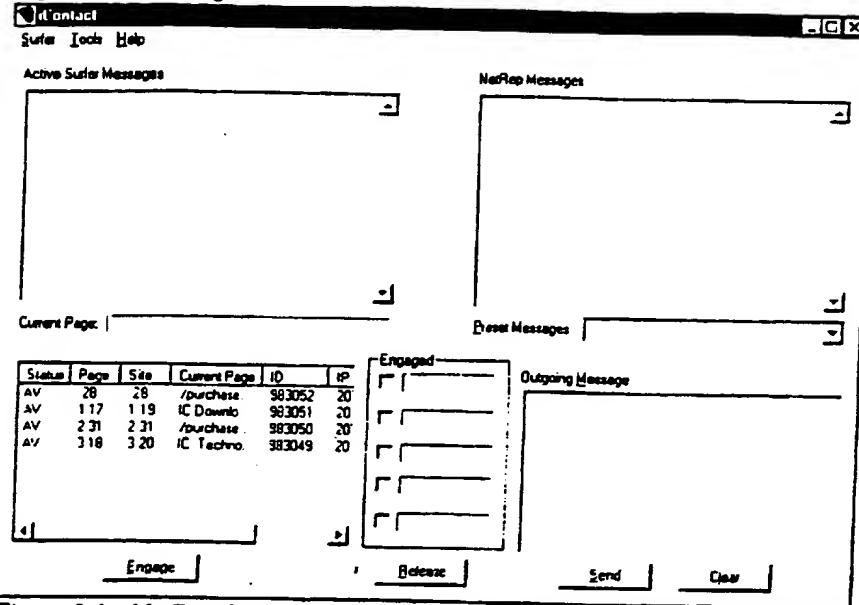 Surfer Tools Help
Active Surfer Messages
NetRep Messages
Current Page:
Preset Messages
Status Page Site Current Page ID IP
AV 28 28 /purchase. 983052 20
AV 1 17 1 19 IC Downlo 983051 20
AV 2 31 2 31 /purchase. 983050 20
AV 3 18 3 20 IC Techno. 983049 20
Engaged
Outgoing Message
Engage
Release
Send
Clear